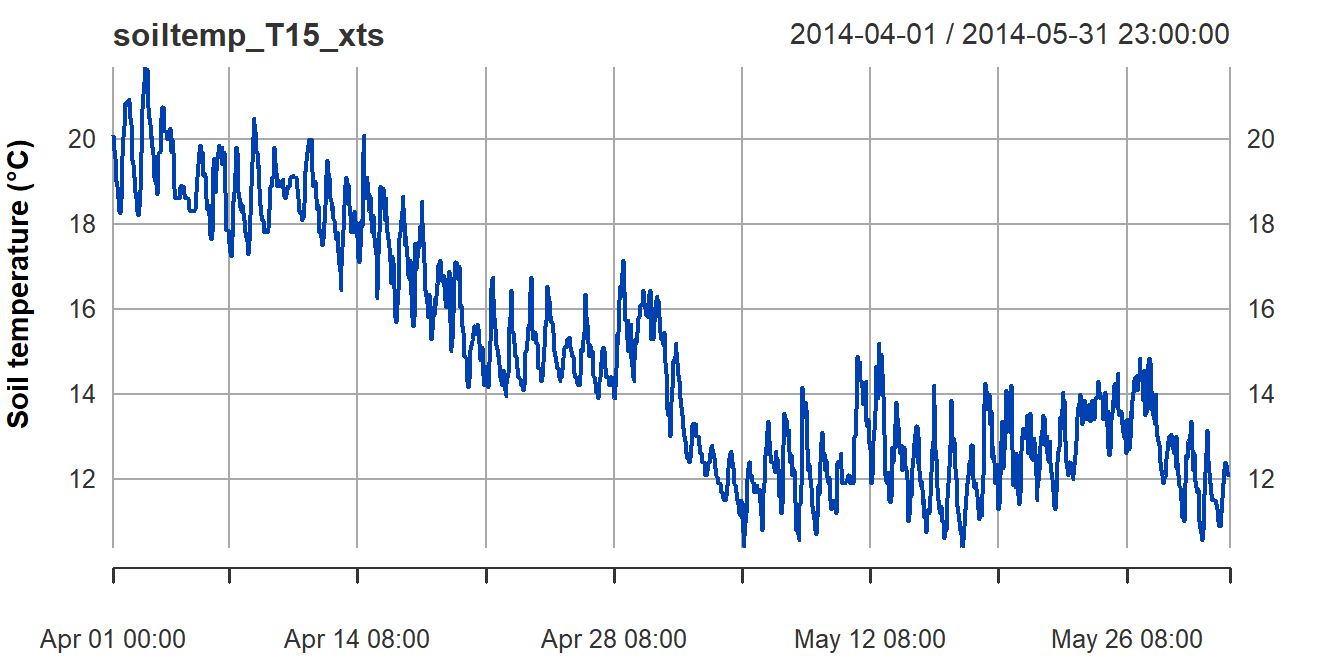 soiltemp_T15_xts
2014-04-01 / 2014-05-31 23:00:00
Soil temperature (°C)
20
18
16
14
12
20
18
16
14
12
Apr 01 00:00
Apr 14 08:00
Apr 28 08:00
May 12 08:00
May 26 08:00